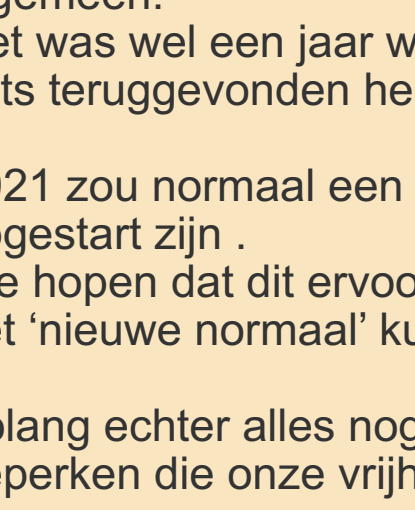 gemeen.
et was wel een jaar w
ts teruggevonden he
021 zou normaal een
ogestart zijn .
e hopen dat dit ervoo
et ‘nieuwe normaal’ ku
olang echter alles nog
eperken die onze vrijh